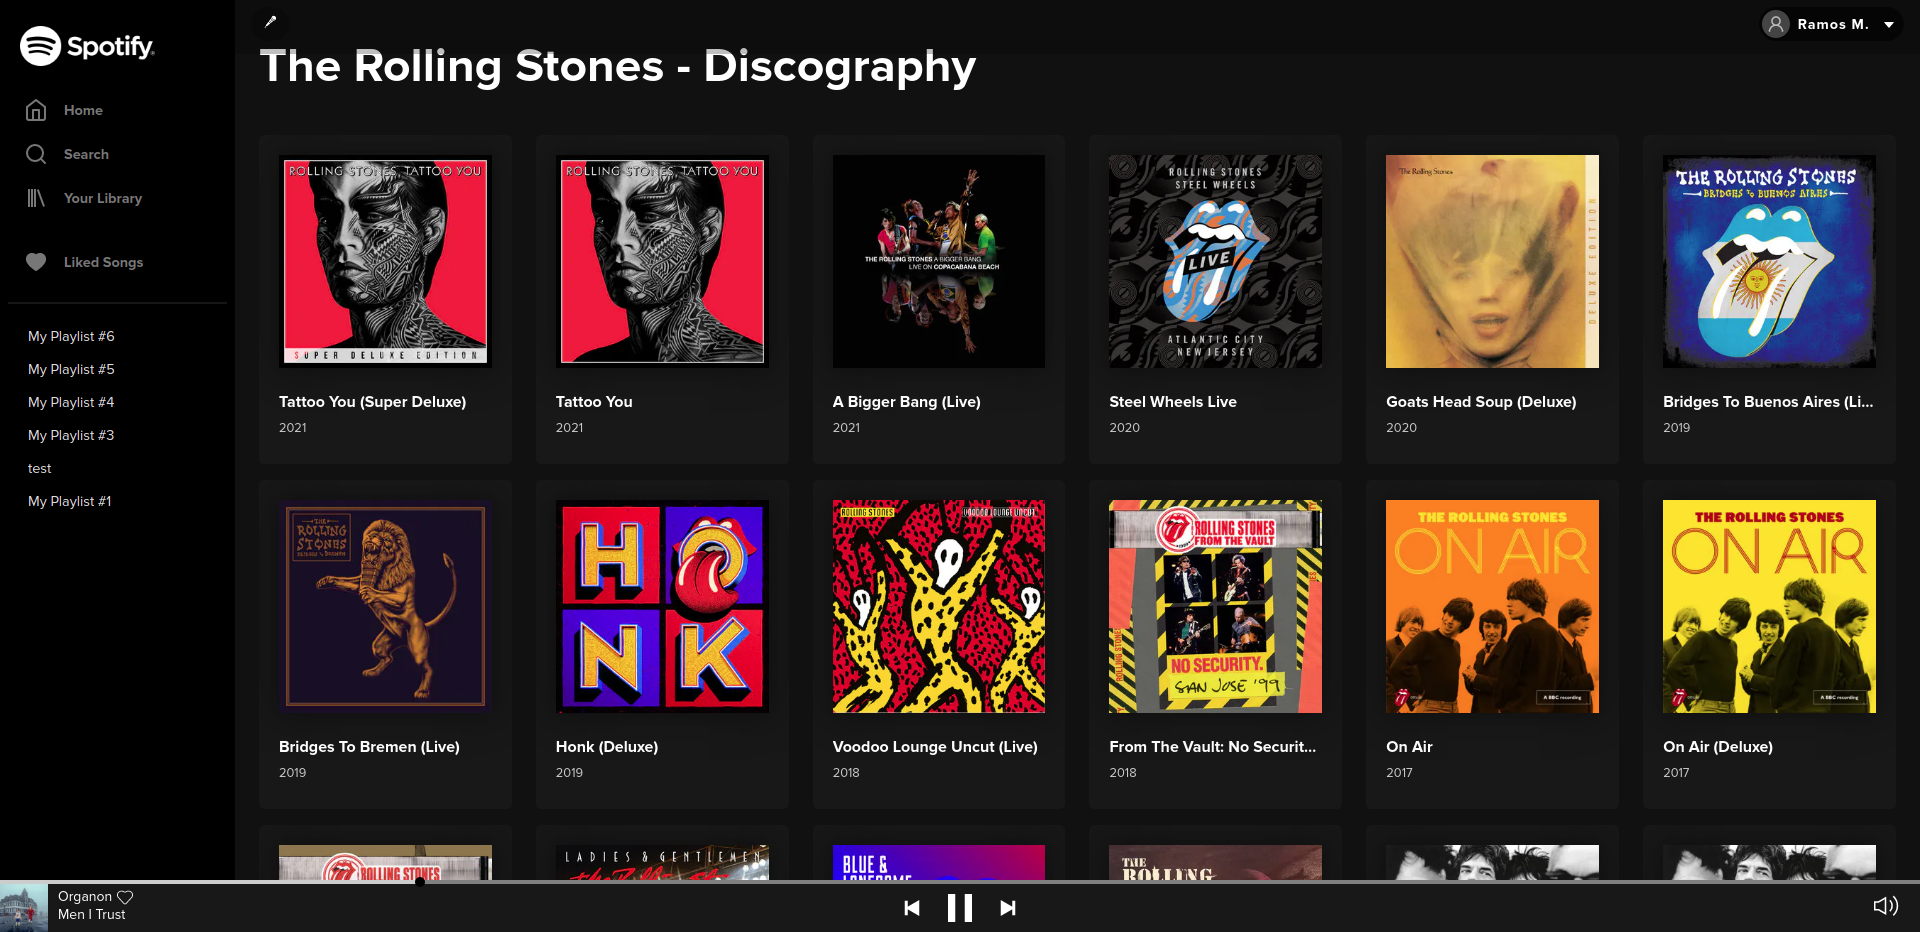 Spotify
Home
Search
Your Library
Liked Songs
My Playlist #6
My Playlist #5
My Playlist #4
My Playlist #3
test
My Playlist #1
Ramos M.
The Rolling Stones - Discography
ROLLING STONES, TATTOO YOU
SUPER DELUXE EDITION
Tattoo You (Super Deluxe)
2021
ROLLING STONES, TATTOO YOU
Tattoo You
2021
THE ROLLING STONES A BIGGER BANG
LIVE ON COPACABANA BEACH
A Bigger Bang (Live)
2021
ROLLING STONES
STEEL WHEELS
LIVE
ATLANTIC CITY
NEW JERSEY
Steel Wheels Live
2020
The Rolling Stones
DELUXE EDITION
Goats Head Soup (Deluxe)
2020
THE ROLLING STONES
BRIDGES TO BUENOS AIRES
Bridges To Buenos Aires (Li...
2019
THE
ROLLING
STONES
Bridges To Bremen (Live)
2019
HONK
Honk (Deluxe)
2019
ROLLING STONES
VOODOO LOUNGE UNCUT
Voodoo Lounge Uncut (Live)
2018
ROLLING STONES
FROM THE VAULT
ROLLING STONES
NO SECURITY.
SAN JOSE '99
From The Vault: No Securit...
2018
THE ROLLING STONES
ON AIR
A BBC recording
On Air
2017
THE ROLLING STONES
ON AIR
A BBC recording
On Air (Deluxe)
2017
ROLLING STONES
LADIES & GENTLEMEN
BLUE &
LONESOME
THE
ROLLING
Organon
Men I Trust